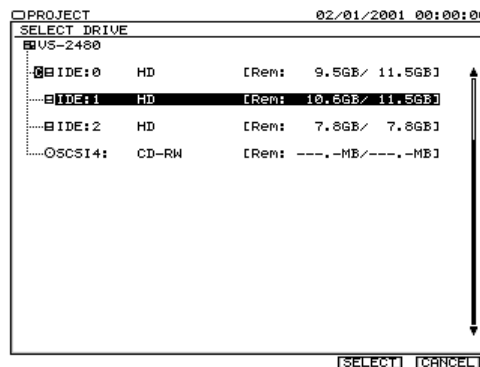 PROJECT 02/01/2001 00:00:00
SELECT DRIVE
VS-2480
C IDE:0 HD [Rem: 9.5GB/ 11.5GB]
IDE:1 HD [Rem: 10.6GB/ 11.5GB]
IDE:2 HD [Rem: 7.8GB/ 7.8GB]
SCSI4: CD-RW [Rem: ---.-MB/---.-MB]
[SELECT] [CANCEL]